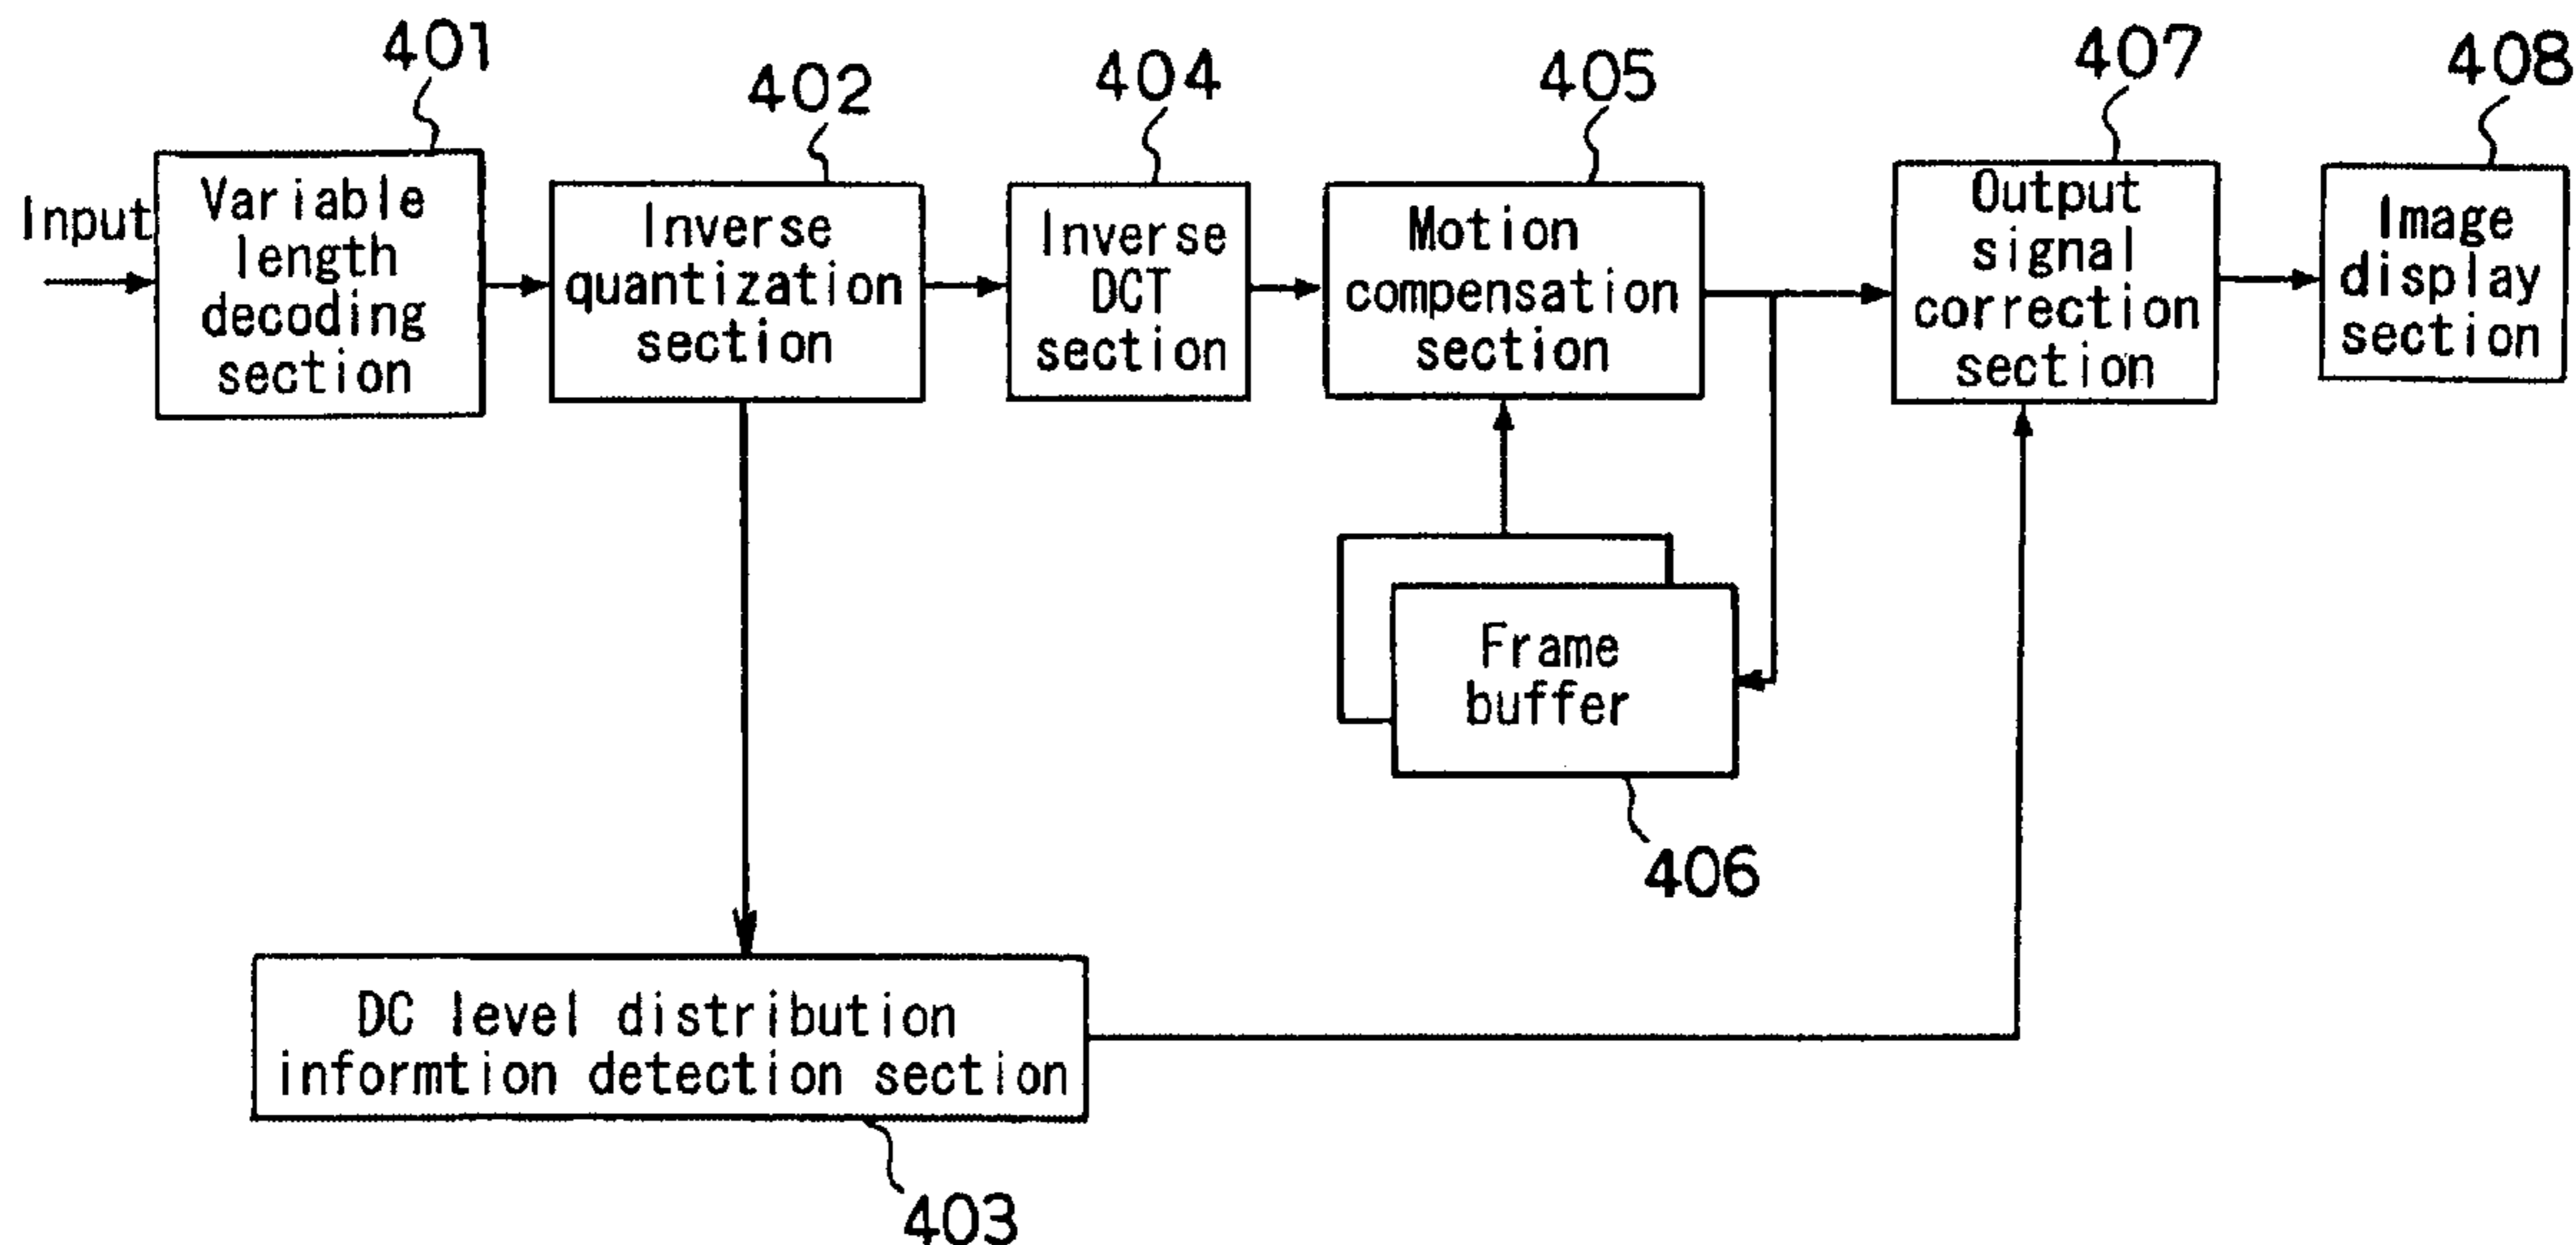 401
402
404
405
407
408
Input
Variable
length
decoding
section
Inverse
quantization
section
Inverse
DCT
section
Motion
compensation
section
Output
signal
correction
section
Image
display
section
Frame
buffer
406
DC level distribution
informtion detection section
403